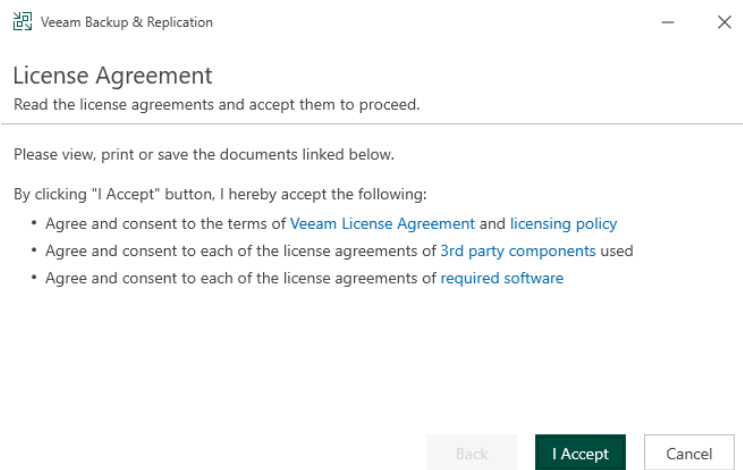 Veeam Backup & Replication
License Agreement
Read the license agreements and accept them to proceed.
Please view, print or save the documents linked below.
By clicking "I Accept" button, I hereby accept the following:
• Agree and consent to the terms of Veeam License Agreement and licensing policy
• Agree and consent to each of the license agreements of 3rd party components used
• Agree and consent to each of the license agreements of required software
Back I Accept Cancel